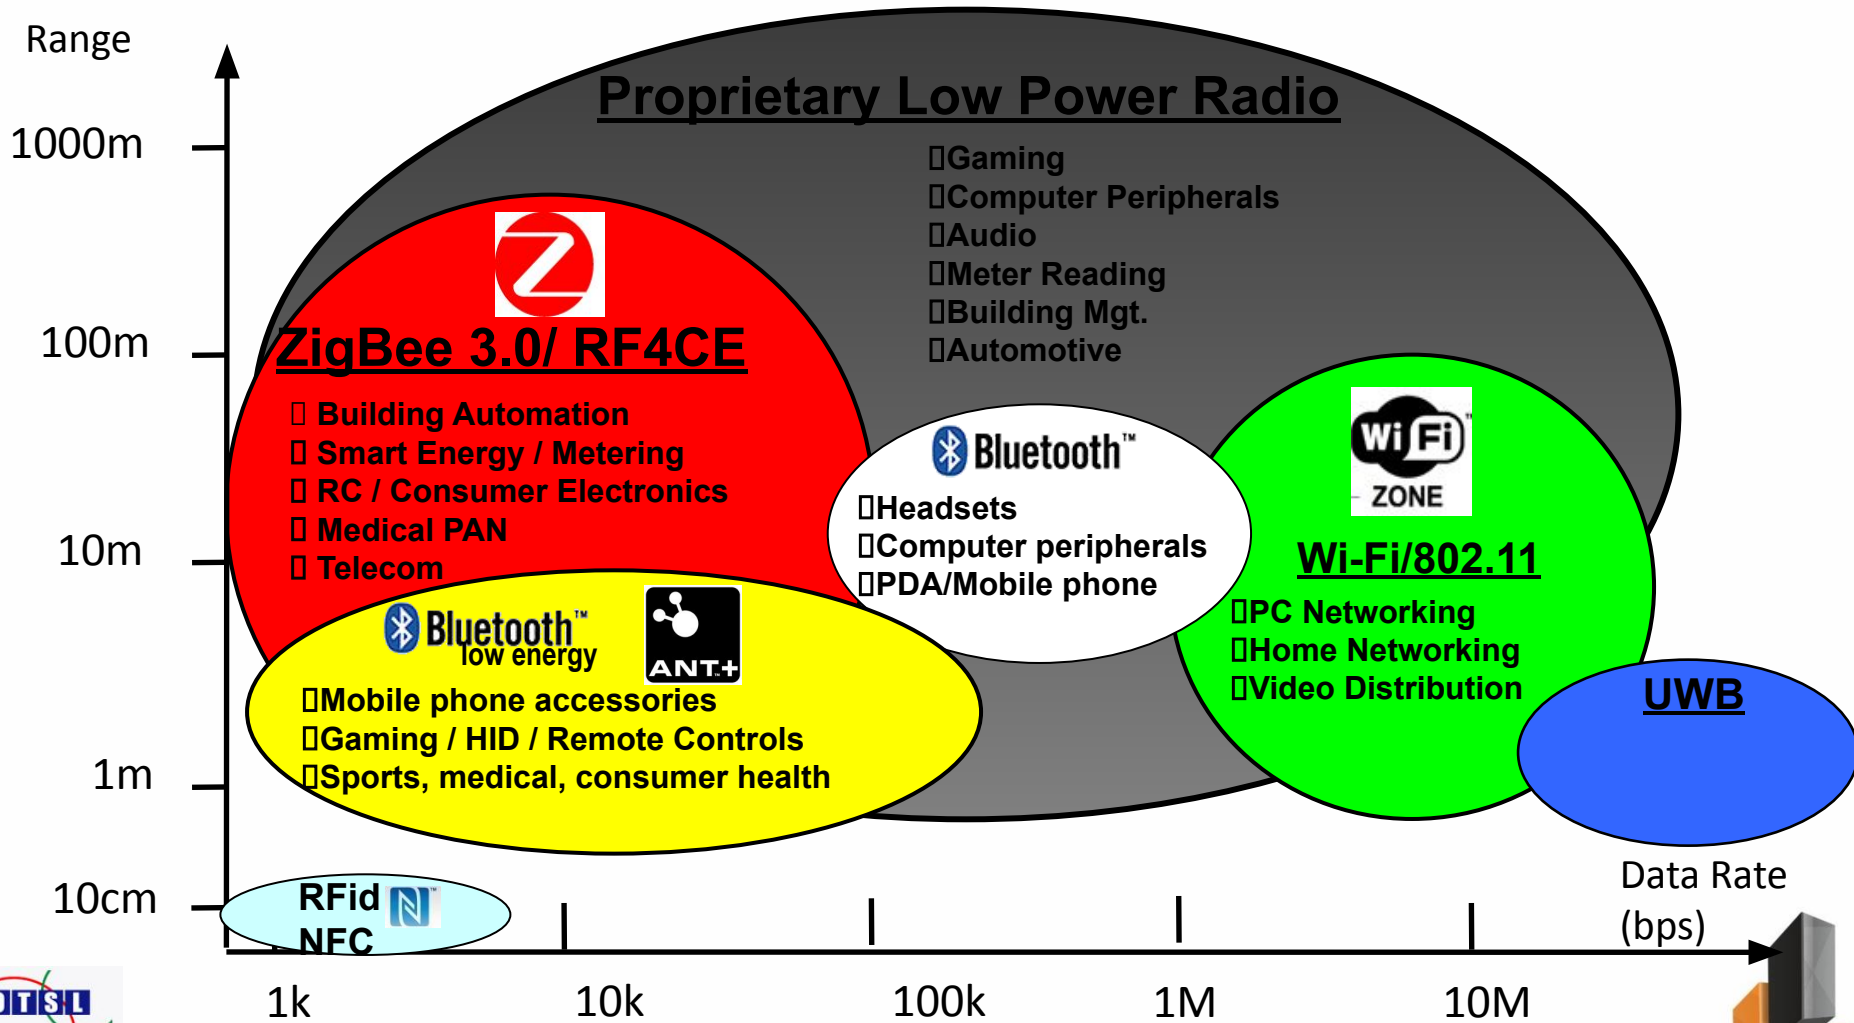 Range
1000m
100m
10m
1m
10cm
Proprietary Low Power Radio
Gaming
Computer Peripherals
Audio
Meter Reading
Building Mgt.
Automotive
ZigBee 3.0/ RF4CE
Building Automation
Smart Energy / Metering
RC / Consumer Electronics
Medical PAN
Telecom
Bluetooth™
Headsets
Computer peripherals
PDA/Mobile phone
Wi Fi™
ZONE
Wi-Fi/802.11
PC Networking
Home Networking
Video Distribution
Bluetooth™
low energy
ANT+
Mobile phone accessories
Gaming / HID / Remote Controls
Sports, medical, consumer health
UWB
RFid
NFC
Data Rate
(bps)
1k
10k
100k
1M
10M